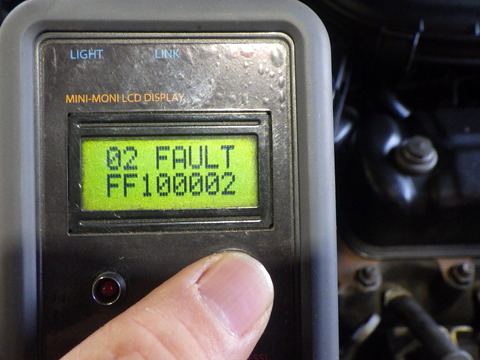 LIGHT LINK
MINI-MONI LCD DISPLAY
02 FAULT
FF100002